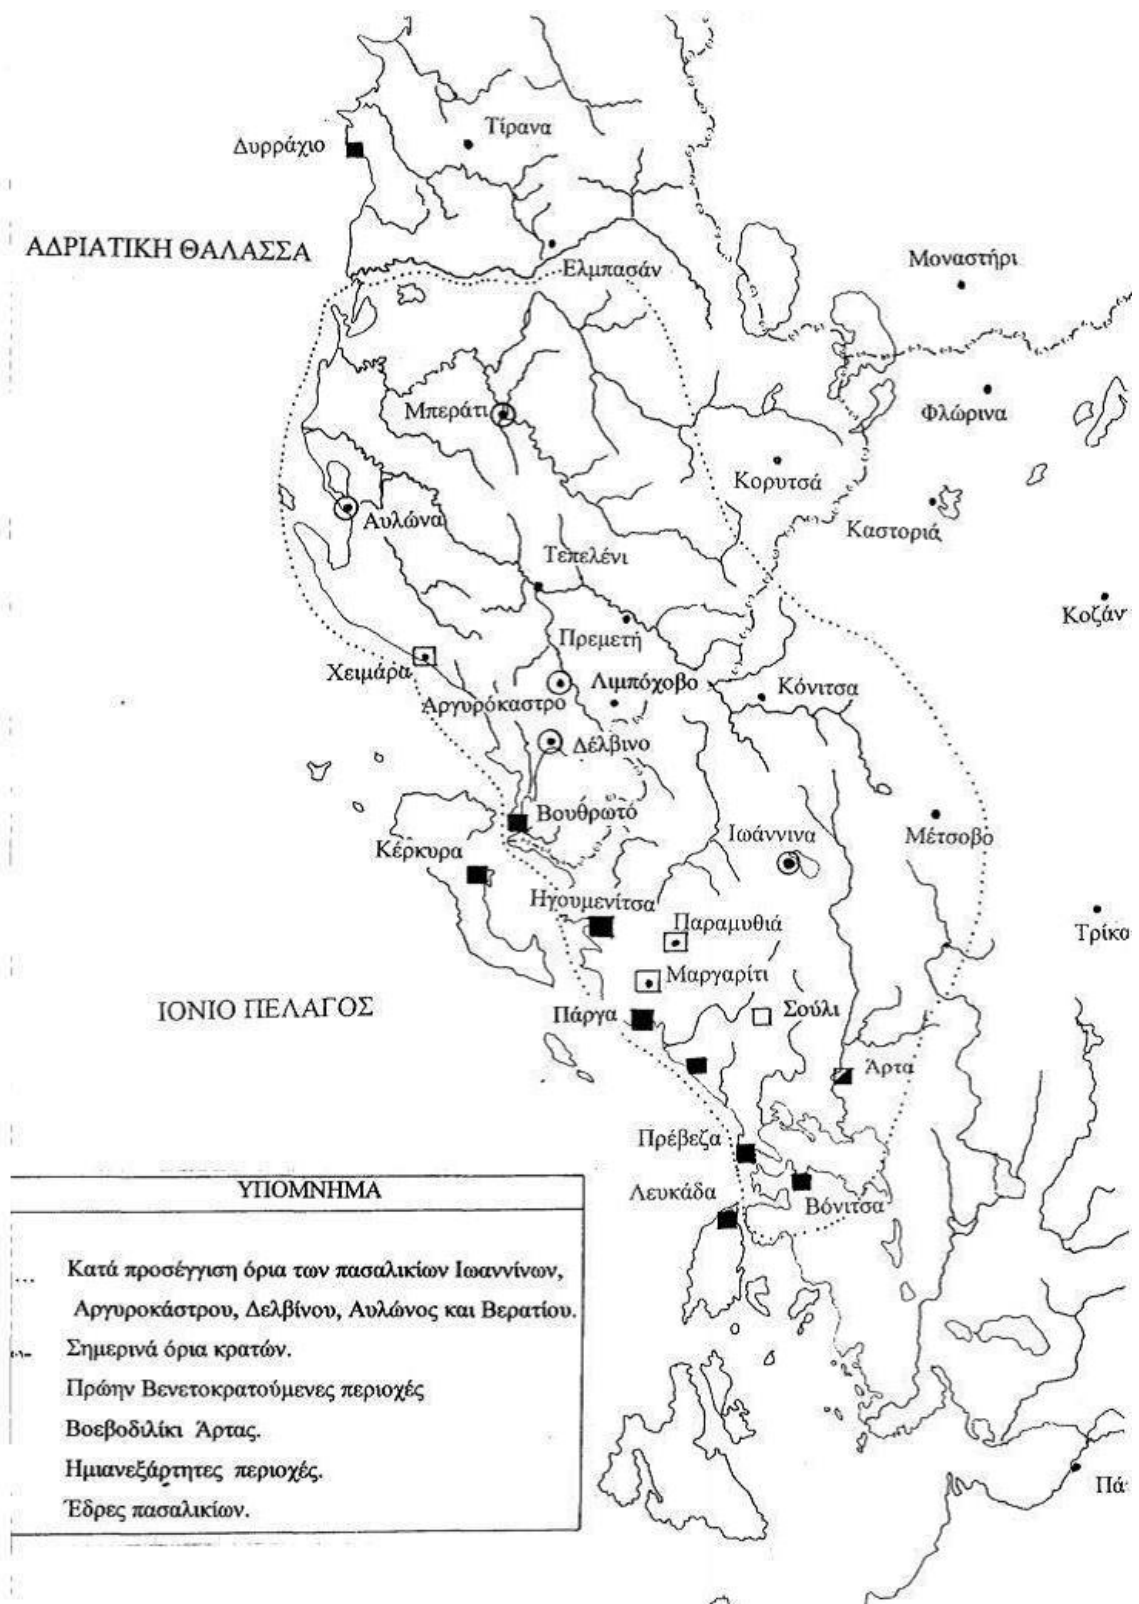 Τίρανα
Δυρράχιο
ΑΔΡΙΑΤΙΚΗ ΘΑΛΑΣΣΑ
Ελμπασάν
Μοναστήρι
Μπεράτι
Φλώρινα
Κορυτσά
Αυλώνα
Καστοριά
Τεπελένι
Κοζάν
Πρεμετή
Χειμάρα
Λιμπόχοβο
Κόνιτσα
Αργυρόκαστρο
Δέλβινο
Βουθρωτό
Ιωάννινα
Μέτσοβο
Κέρκυρα
Ηγουμενίτσα
Παραμυθιά
Τρίκα
Μαργαρίτι
ΙΟΝΙΟ ΠΕΛΑΓΟΣ
Πάργα
Σούλι
Άρτα
Πρέβεζα
Λευκάδα
Βόνιτσα
ΥΠΟΜΝΗΜΑ
Κατά προσέγγιση όρια των πασαλικίων Ιωαννίνων,
Αργυροκάστρου, Δελβίνου, Αυλώνος και Βερατίου.
Σημερινά όρια κρατών.
Πρώην Βενετοκρατούμενες περιοχές
Βοεβοδιλίκι Άρτας.
Ημιανεξάρτητες περιοχές.
Έδρες πασαλικίων.
Πά